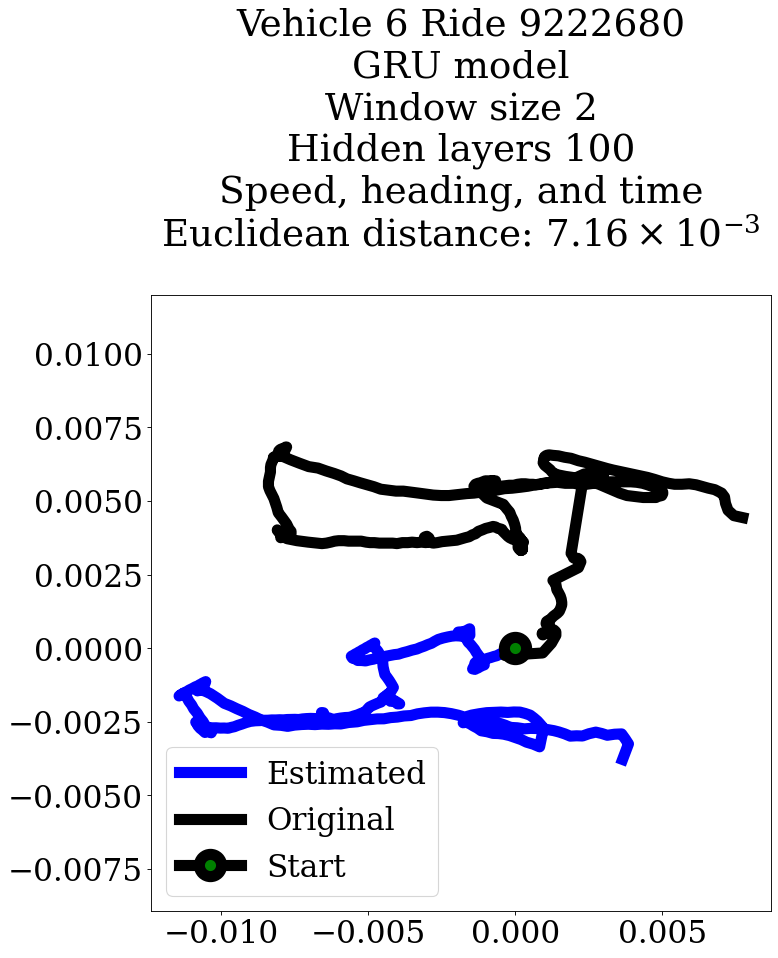 Vehicle 6 Ride 9222680
GRU model
Window size 2
Hidden layers 100
Speed, heading, and time
Euclidean distance: 7.16 × 10⁻³
0.0100
0.0075
0.0050
0.0025
0.0000
−0.0025
−0.0050
−0.0075
Estimated
Original
Start
−0.010
−0.005
0.000
0.005